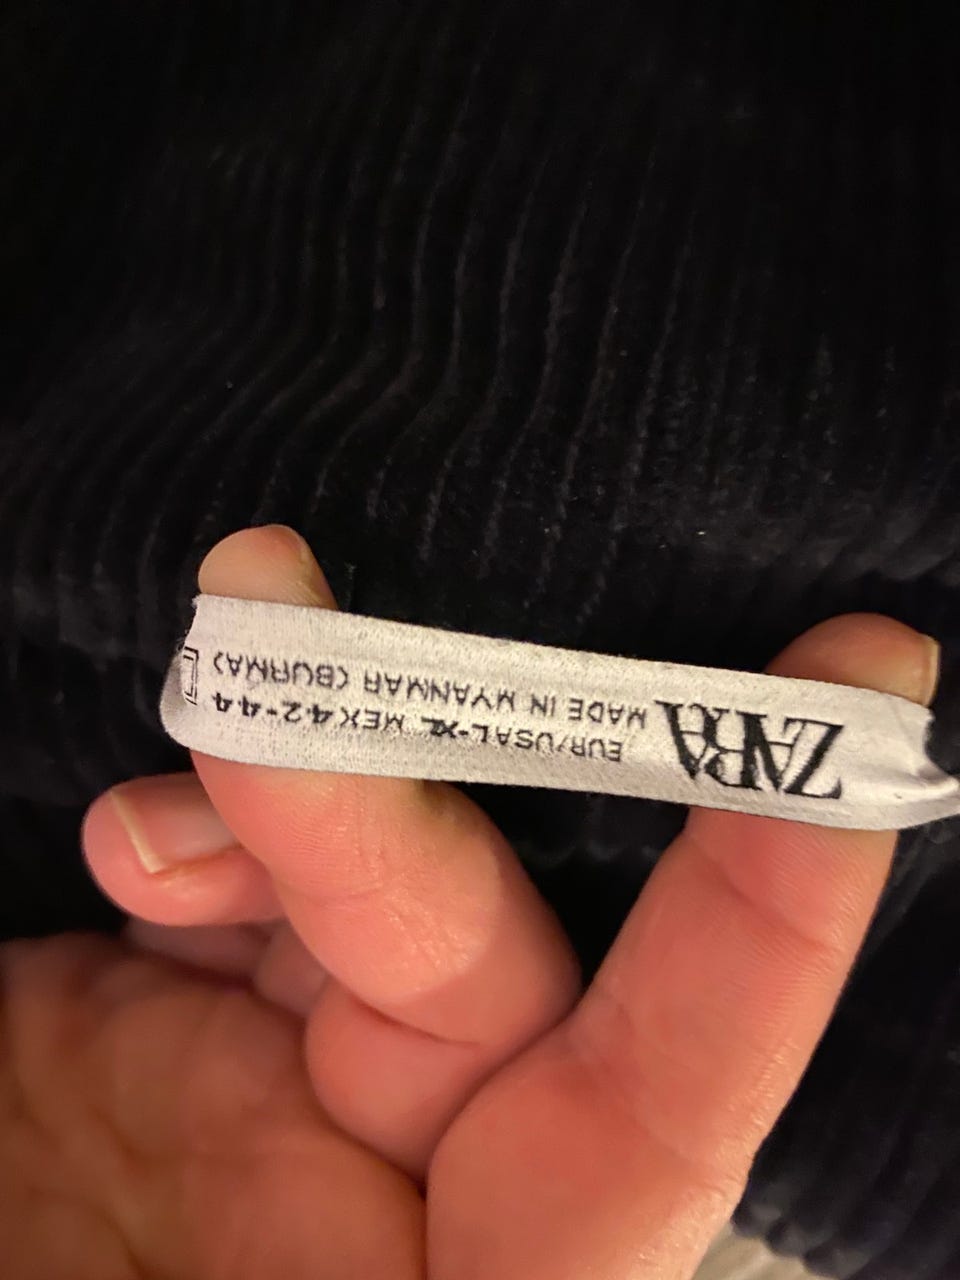 ZARA
EUR/USA L-XL MEX 42-44
MADE IN MYANMAR (BURMA)